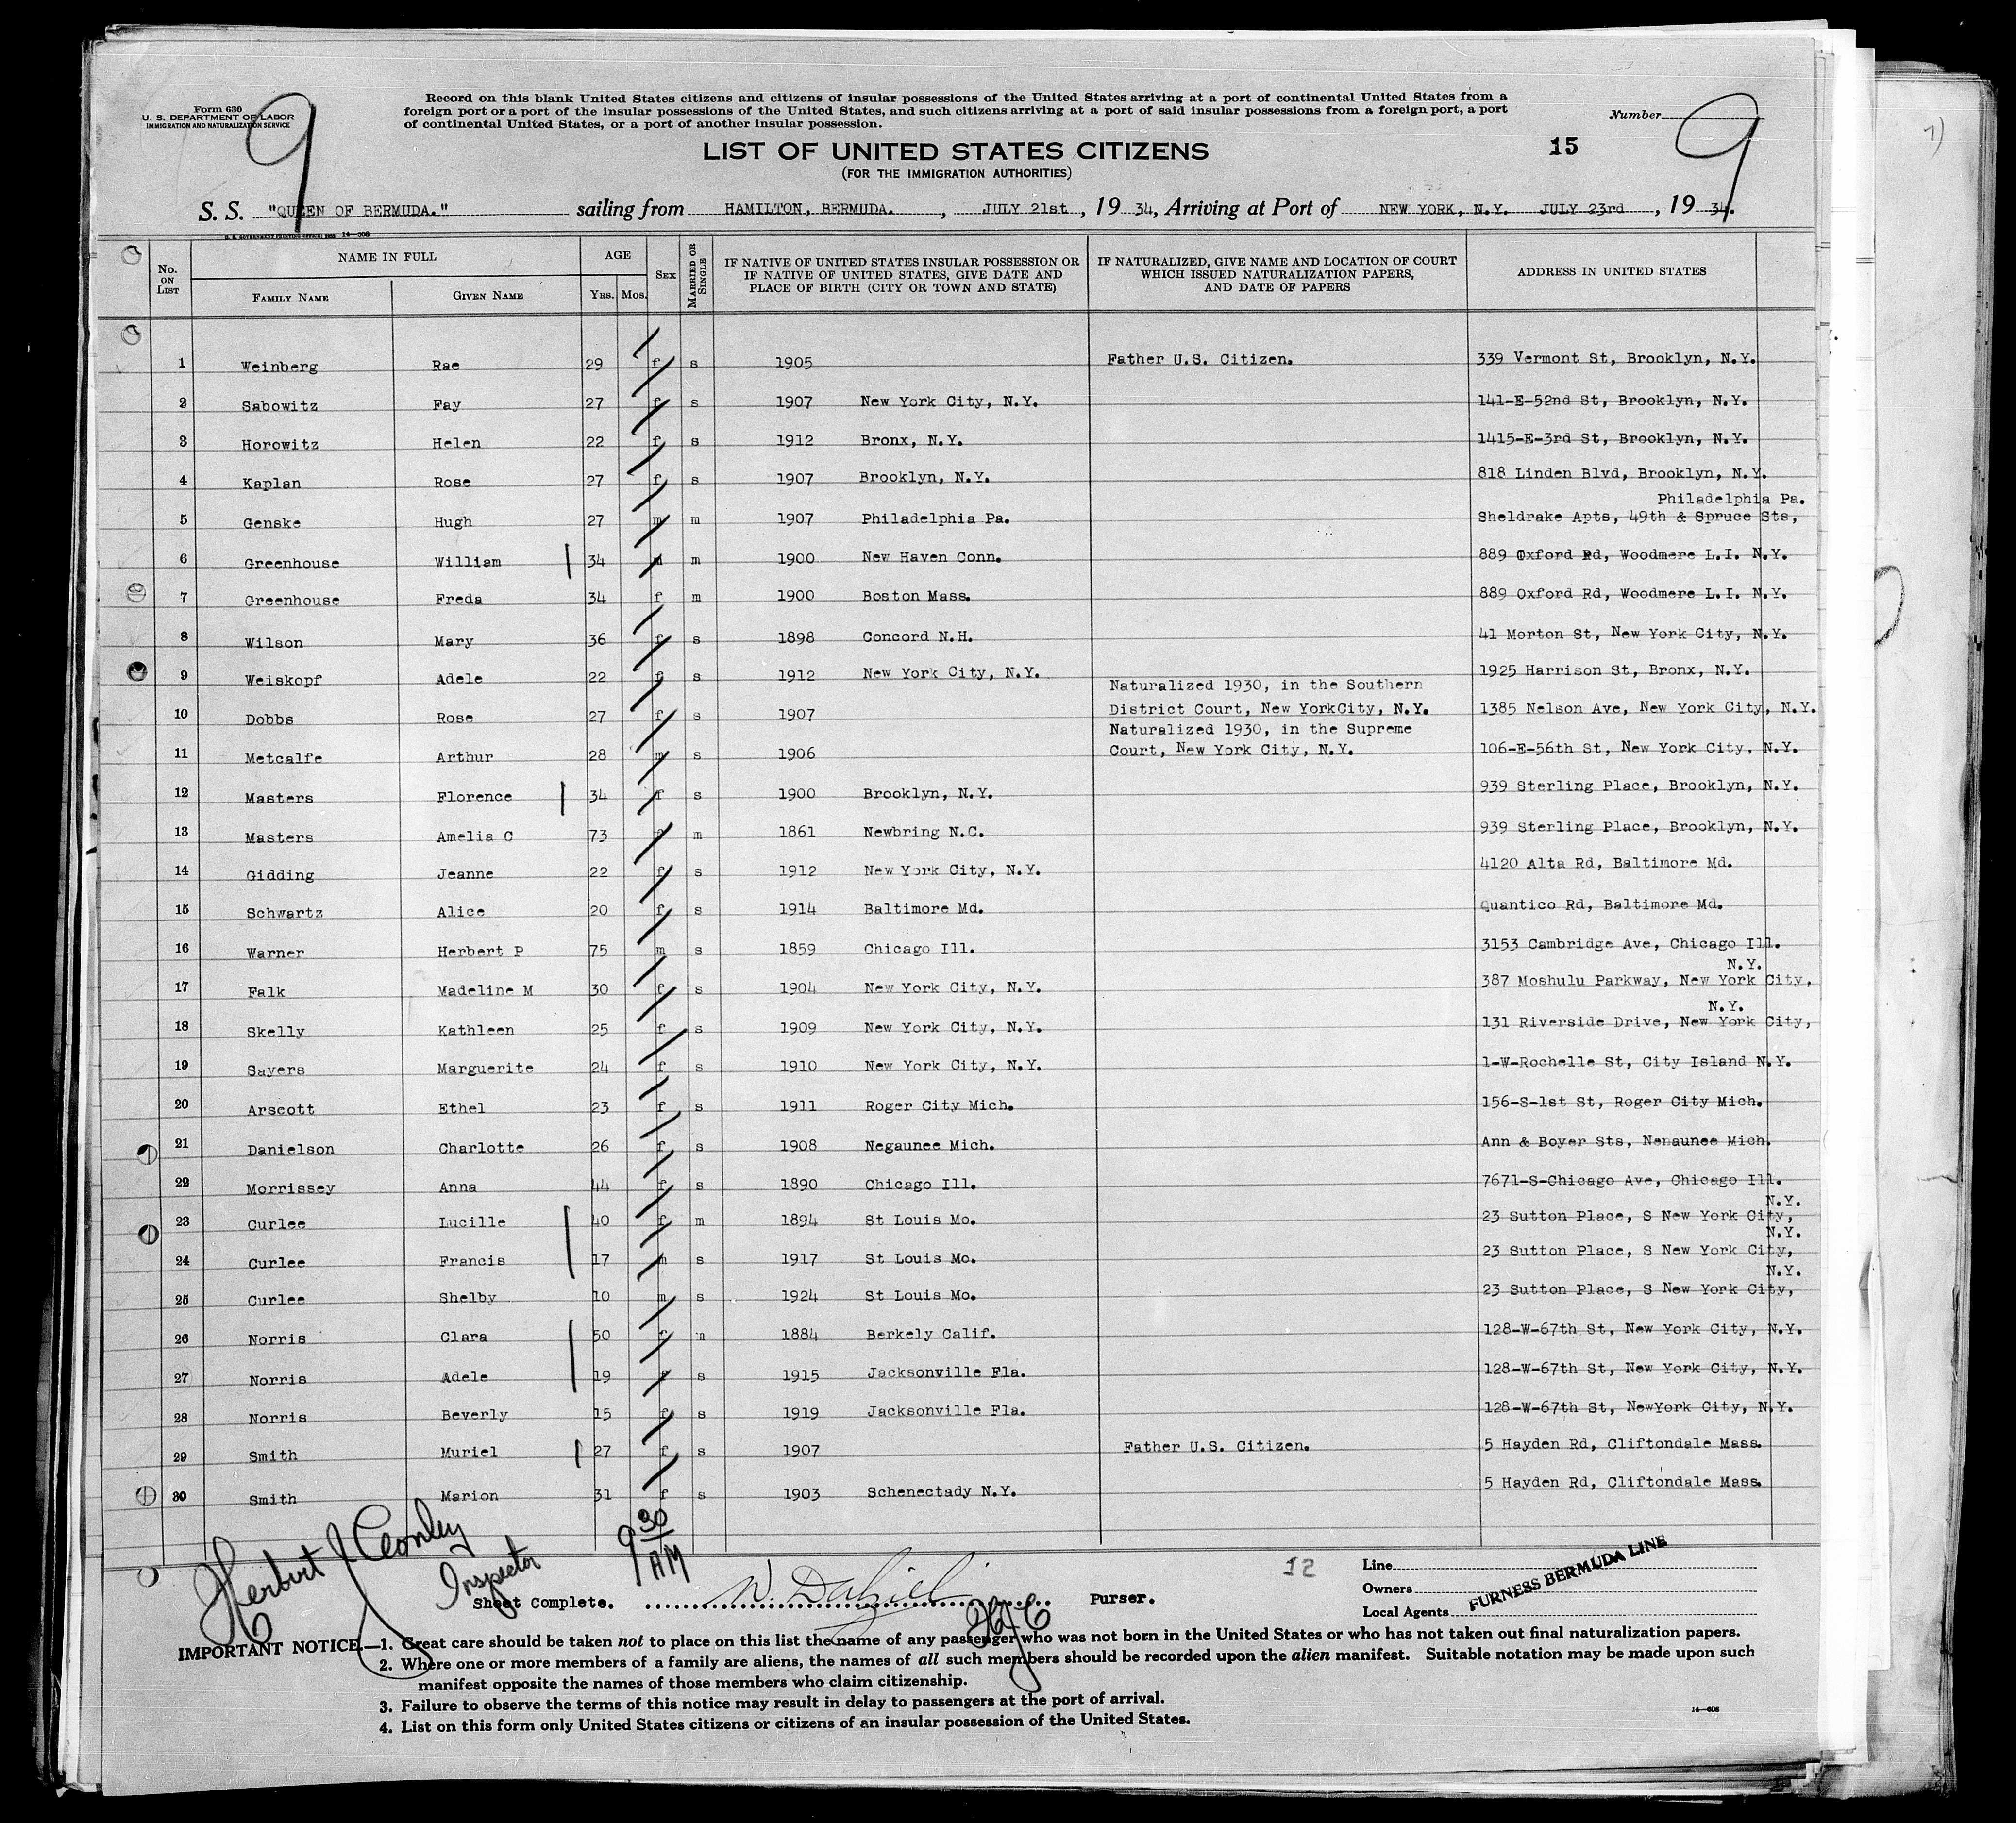 Form 630
U. S. DEPARTMENT OF LABOR
IMMIGRATION AND NATURALIZATION SERVICE
9
Record on this blank United States citizens and citizens of insular possessions of the United States arriving at a port of continental United States from a
foreign port or a port of the insular possessions of the United States, and such citizens arriving at a port of said insular possessions from a foreign port, a port
of continental United States, or a port of another insular possession.
Number
9
LIST OF UNITED STATES CITIZENS
15
(FOR THE IMMIGRATION AUTHORITIES)
S. S. "QUEEN OF BERMUDA." sailing from HAMILTON, BERMUDA. , JULY 21st , 19 34, Arriving at Port of NEW YORK, N.Y. JULY 23rd , 19 34.
U. S. GOVERNMENT PRINTING OFFICE 14-608
No. ON LIST NAME IN FULL AGE SEX MARRIED OR SINGLE IF NATIVE OF UNITED STATES INSULAR POSSESSION OR IF NATIVE OF UNITED STATES, GIVE DATE AND PLACE OF BIRTH (CITY OR TOWN AND STATE) IF NATURALIZED, GIVE NAME AND LOCATION OF COURT WHICH ISSUED NATURALIZATION PAPERS, AND DATE OF PAPERS ADDRESS IN UNITED STATES
FAMILY NAME GIVEN NAME YRS. MOS.
1 Weinberg Rae 29 f s 1905 Father U.S. Citizen. 339 Vermont St, Brooklyn, N.Y.
2 Sabowitz Fay 27 f s 1907 New York City, N.Y. 141-E-52nd St, Brooklyn, N.Y.
3 Horowitz Helen 22 f s 1912 Bronx, N.Y. 1415-E-3rd St, Brooklyn, N.Y.
4 Kaplan Rose 27 f s 1907 Brooklyn, N.Y. 818 Linden Blvd, Brooklyn, N.Y.
Philadelphia Pa.
5 Genske Hugh 27 m m 1907 Philadelphia Pa. Sheldrake Apts, 49th & Spruce Sts,
6 Greenhouse William 34 m m 1900 New Haven Conn. 889 Oxford Rd, Woodmere L.I. N.Y.
7 Greenhouse Freda 34 f m 1900 Boston Mass. 889 Oxford Rd, Woodmere L.I. N.Y.
8 Wilson Mary 36 f s 1898 Concord N.H. 41 Morton St, New York City, N.Y.
9 Weiskopf Adele 22 f s 1912 New York City, N.Y. 1925 Harrison St, Bronx, N.Y.
Naturalized 1930, in the Southern
10 Dobbs Rose 27 f s 1907 District Court, New YorkCity, N.Y. 1385 Nelson Ave, New York City, N.Y.
Naturalized 1930, in the Supreme
11 Metcalfe Arthur 28 m s 1906 Court, New York City, N.Y. 106-E-56th St, New York City, N.Y.
12 Masters Florence 34 f s 1900 Brooklyn, N.Y. 939 Sterling Place, Brooklyn, N.Y.
13 Masters Amelia C 73 f m 1861 Newbring N.C. 939 Sterling Place, Brooklyn, N.Y.
14 Gidding Jeanne 22 f s 1912 New York City, N.Y. 4120 Alta Rd, Baltimore Md.
15 Schwartz Alice 20 f s 1914 Baltimore Md. Quantico Rd, Baltimore Md.
16 Warner Herbert P 75 m s 1859 Chicago Ill. 3153 Cambridge Ave, Chicago Ill.
N.Y.
17 Falk Madeline M 30 f s 1904 New York City, N.Y. 387 Moshulu Parkway, New York City,
N.Y.
18 Skelly Kathleen 25 f s 1909 New York City, N.Y. 131 Riverside Drive, New York City,
19 Sayers Marguerite 24 f s 1910 New York City, N.Y. 1-W-Rochelle St, City Island N.Y.
20 Arscott Ethel 23 f s 1911 Roger City Mich. 156-S-1st St, Roger City Mich.
21 Danielson Charlotte 26 f s 1908 Negaunee Mich. Ann & Boyer Sts, Nenaunee Mich.
22 Morrissey Anna 44 f s 1890 Chicago Ill. 7671-S-Chicago Ave, Chicago Ill.
N.Y.
23 Curlee Lucille 40 f m 1894 St Louis Mo. 23 Sutton Place, S New York City,
N.Y.
24 Curlee Francis 17 m s 1917 St Louis Mo. 23 Sutton Place, S New York City,
N.Y.
25 Curlee Shelby 10 m s 1924 St Louis Mo. 23 Sutton Place, S New York City,
26 Norris Clara 50 f m 1884 Berkely Calif. 128-W-67th St, New York City, N.Y.
27 Norris Adele 19 f s 1915 Jacksonville Fla. 128-W-67th St, New York City, N.Y.
28 Norris Beverly 15 f s 1919 Jacksonville Fla. 128-W-67th St, NewYork City, N.Y.
29 Smith Muriel 27 f s 1907 Father U.S. Citizen. 5 Hayden Rd, Cliftondale Mass.
30 Smith Marion 31 f s 1903 Schenectady N.Y. 5 Hayden Rd, Cliftondale Mass.
Herbert J Conley
Inspector
9 30 AM
Sheet Complete. W. Dalziel Purser.
HJC
12
Line
Owners
Local Agents
FURNESS BERMUDA LINE
IMPORTANT NOTICE.—1. Great care should be taken not to place on this list the name of any passenger who was not born in the United States or who has not taken out final naturalization papers.
2. Where one or more members of a family are aliens, the names of all such members should be recorded upon the alien manifest. Suitable notation may be made upon such
manifest opposite the names of those members who claim citizenship.
3. Failure to observe the terms of this notice may result in delay to passengers at the port of arrival.
4. List on this form only United States citizens or citizens of an insular possession of the United States.
14-608